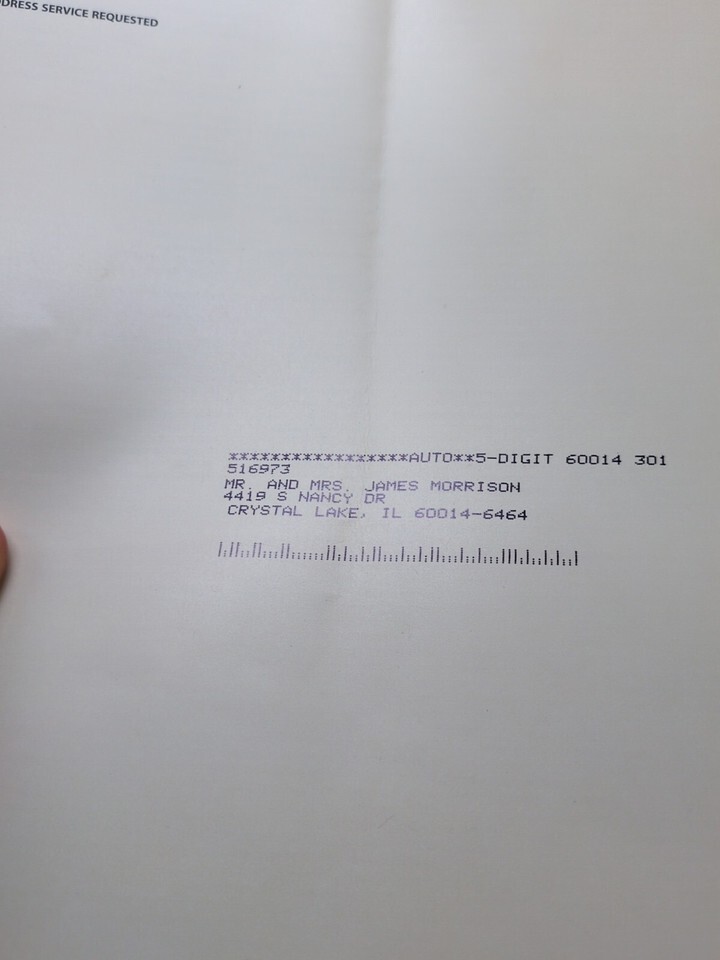 DRESS SERVICE REQUESTED
*****************AUTO**5-DIGIT 60014 301
516973
MR. AND MRS. JAMES MORRISON
4419 S NANCY DR
CRYSTAL LAKE, IL 60014-6464